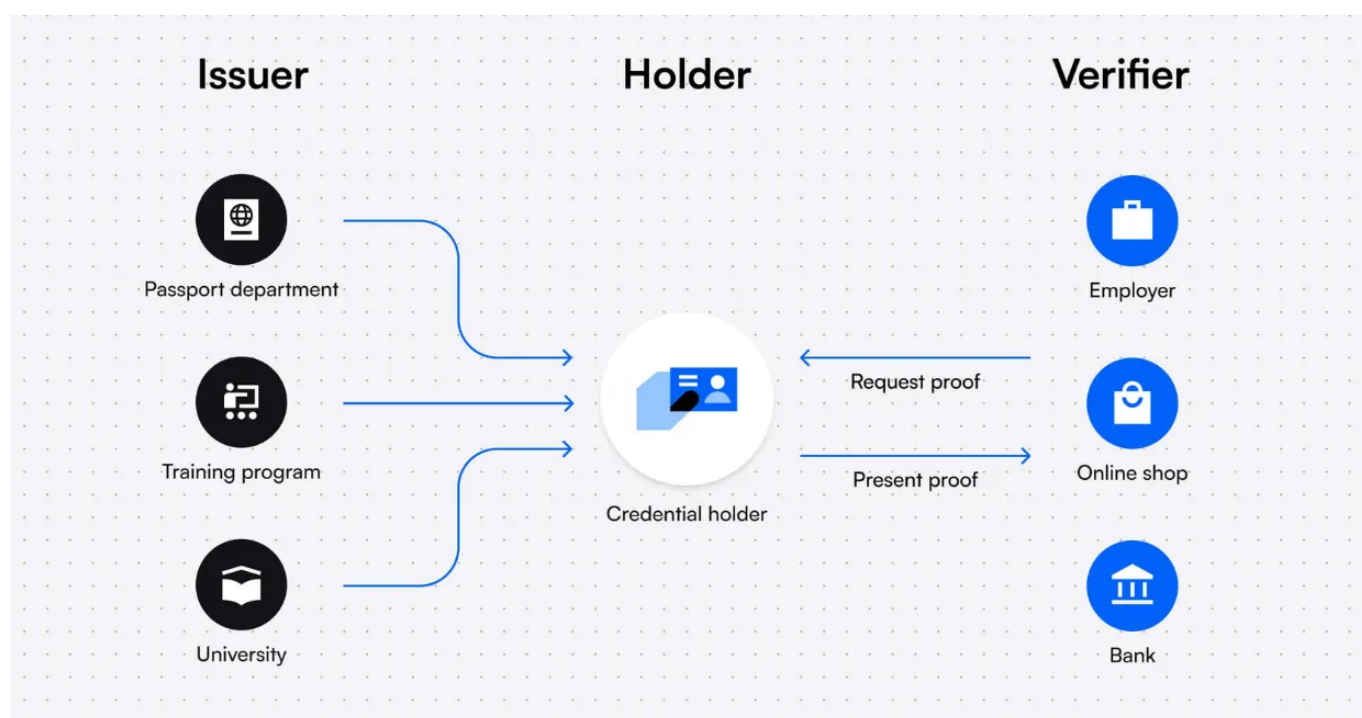 Issuer
Holder
Verifier
Passport department
Employer
Request proof
Training program
Online shop
Present proof
Credential holder
University
Bank